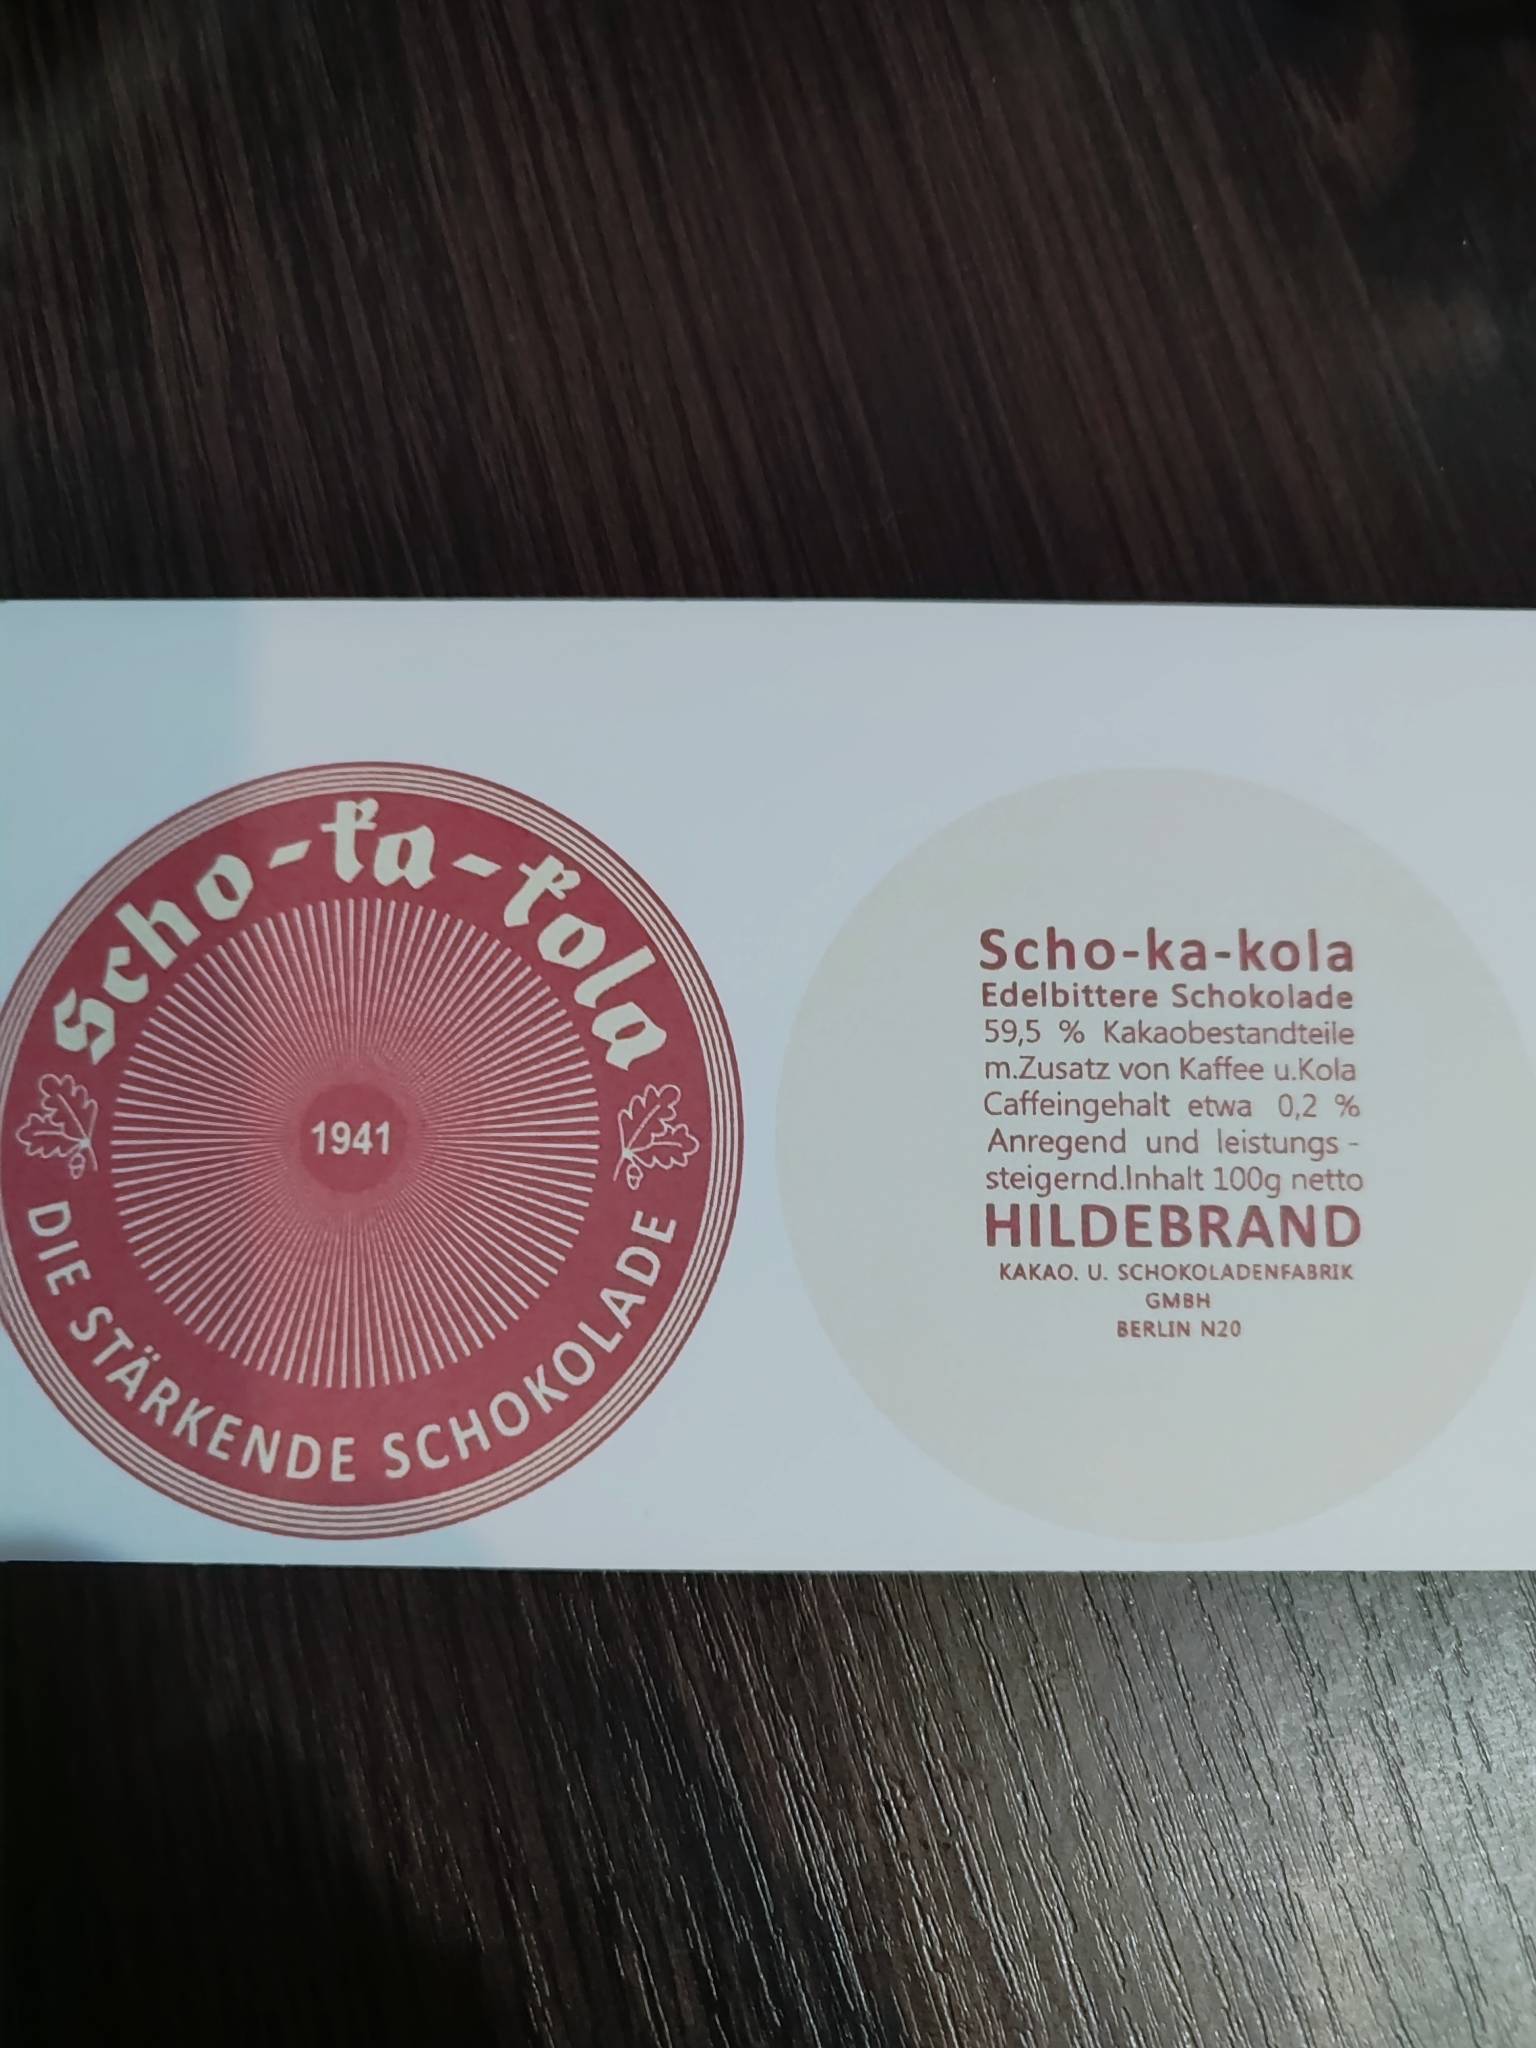 Scho-ka-kola
1941
DIE STÄRKENDE SCHOKOLADE
Scho-ka-kola
Edelbittere Schokolade
59,5 % Kakaobestandteile
m.Zusatz von Kaffee u.Kola
Caffeingehalt etwa 0,2 %
Anregend und leistungs-
steigernd.Inhalt 100g netto
HILDEBRAND
KAKAO. U. SCHOKOLADENFABRIK
GMBH
BERLIN N20